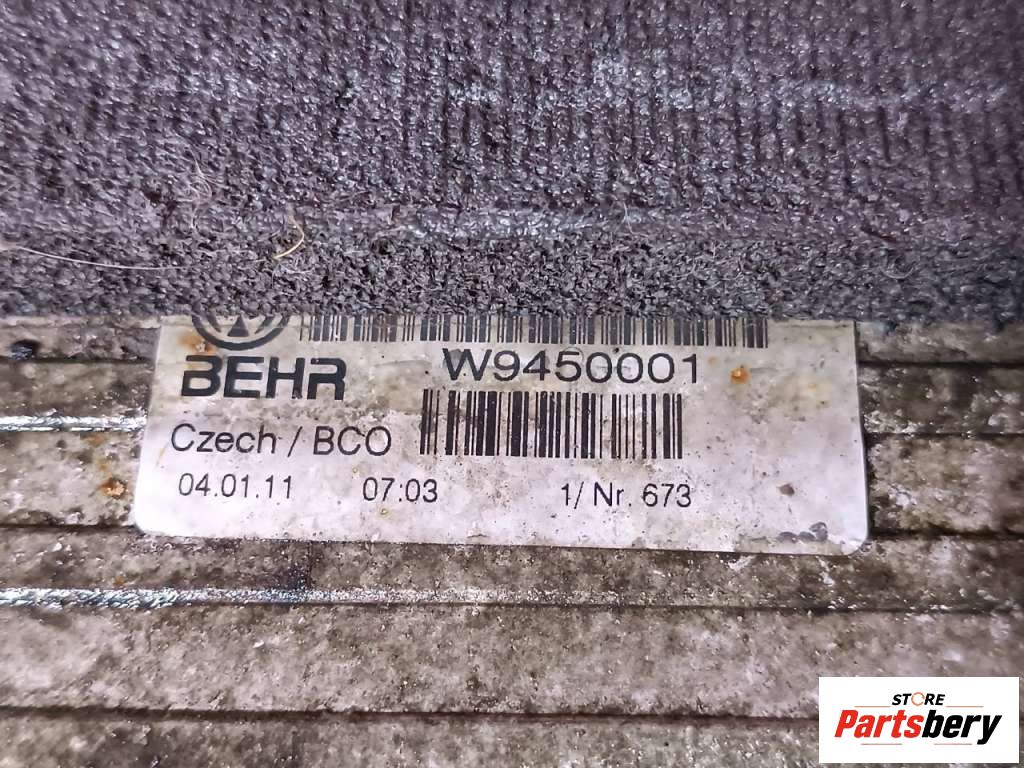 BEHR W9450001
Czech / BCO
04.01.11 07:03 1/ Nr. 673
STORE
Partsbery